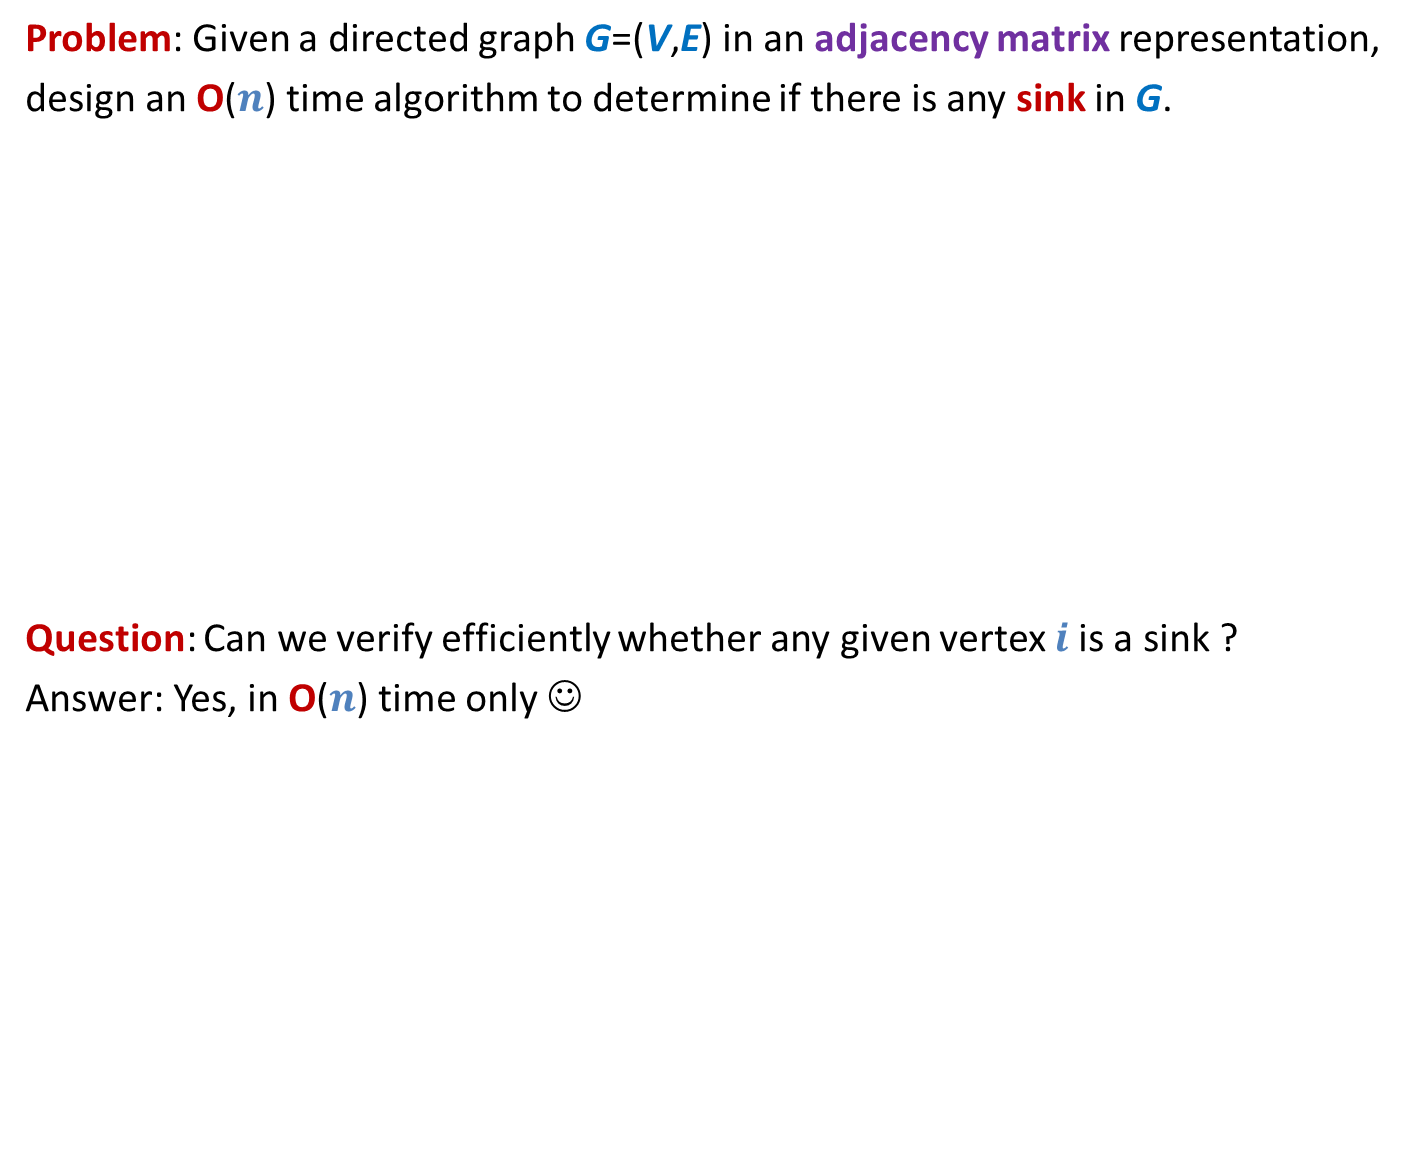 Problem: Given a directed graph G=(V,E) in an adjacency matrix representation,
design an O(n) time algorithm to determine if there is any sink in G.
Question: Can we verify efficiently whether any given vertex i is a sink ?
Answer: Yes, in O(n) time only ☺